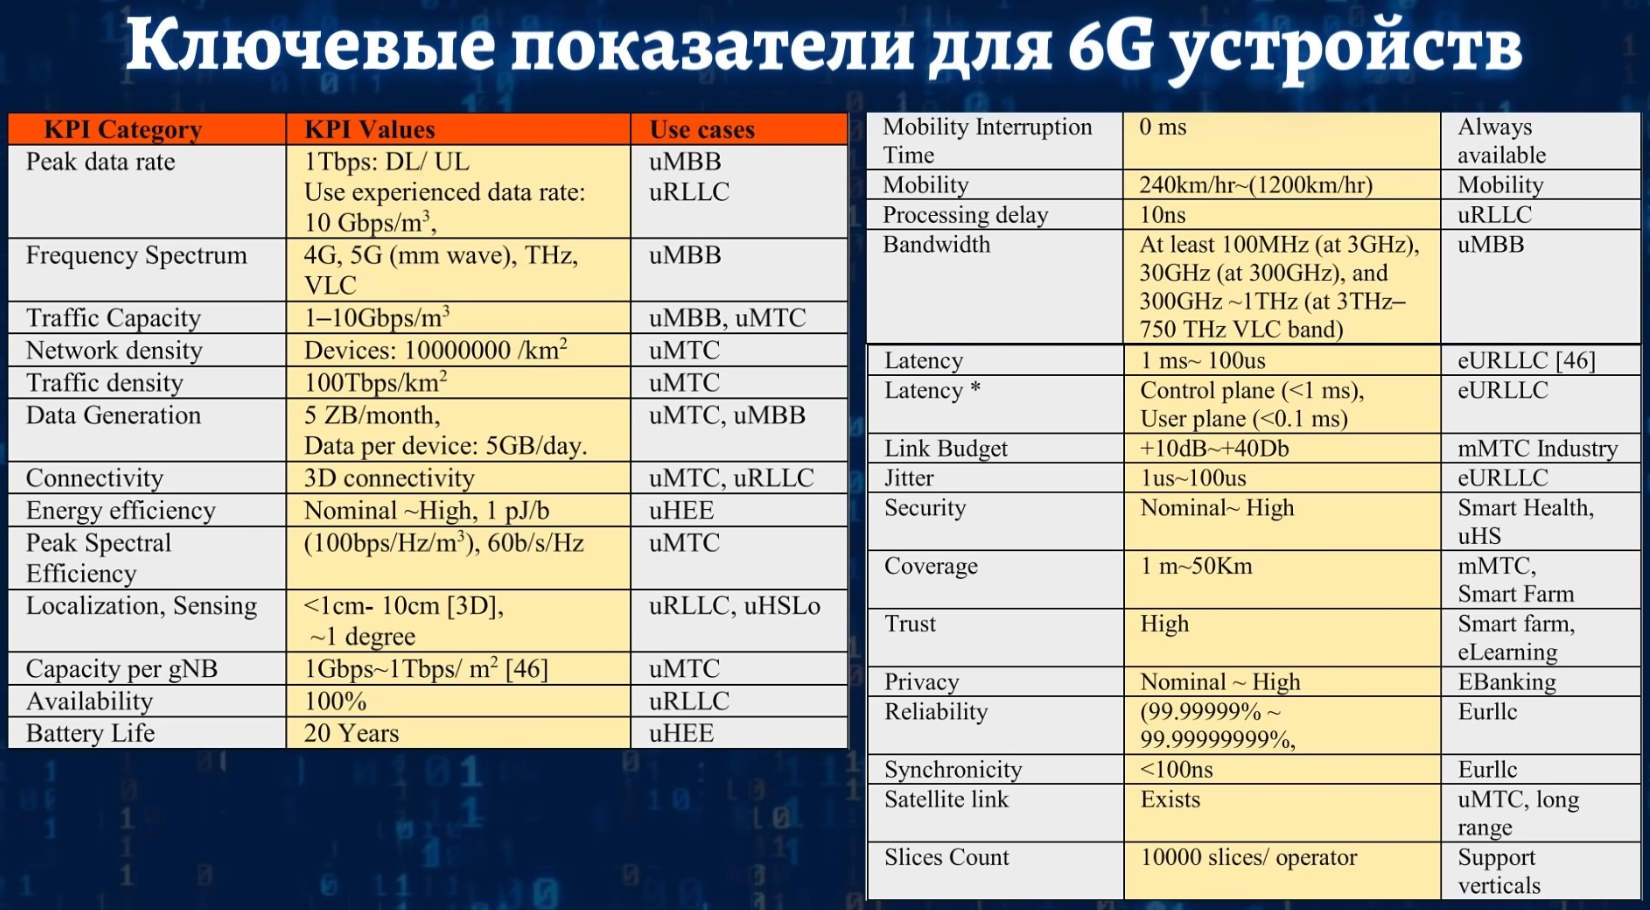 Ключевые показатели для 6G устройств
KPI Category KPI Values Use cases
Peak data rate 1Tbps: DL/ UL uMBB
Use experienced data rate: uRLLC
10 Gbps/m³,
Frequency Spectrum 4G, 5G (mm wave), THz, uMBB
VLC
Traffic Capacity 1–10Gbps/m³ uMBB, uMTC
Network density Devices: 10000000 /km² uMTC
Traffic density 100Tbps/km² uMTC
Data Generation 5 ZB/month, uMTC, uMBB
Data per device: 5GB/day.
Connectivity 3D connectivity uMTC, uRLLC
Energy efficiency Nominal ~High, 1 pJ/b uHEE
Peak Spectral (100bps/Hz/m³), 60b/s/Hz uMTC
Efficiency
Localization, Sensing <1cm- 10cm [3D], uRLLC, uHSLo
~1 degree
Capacity per gNB 1Gbps~1Tbps/ m² [46] uMTC
Availability 100% uRLLC
Battery Life 20 Years uHEE
Mobility Interruption 0 ms Always
Time available
Mobility 240km/hr~(1200km/hr) Mobility
Processing delay 10ns uRLLC
Bandwidth At least 100MHz (at 3GHz), uMBB
30GHz (at 300GHz), and
300GHz ~1THz (at 3THz–
750 THz VLC band)
Latency 1 ms~ 100us eURLLC [46]
Latency * Control plane (<1 ms), eURLLC
User plane (<0.1 ms)
Link Budget +10dB~+40Db mMTC Industry
Jitter 1us~100us eURLLC
Security Nominal~ High Smart Health,
uHS
Coverage 1 m~50Km mMTC,
Smart Farm
Trust High Smart farm,
eLearning
Privacy Nominal ~ High EBanking
Reliability (99.99999% ~ Eurllc
99.99999999%,
Synchronicity <100ns Eurllc
Satellite link Exists uMTC, long
range
Slices Count 10000 slices/ operator Support
verticals